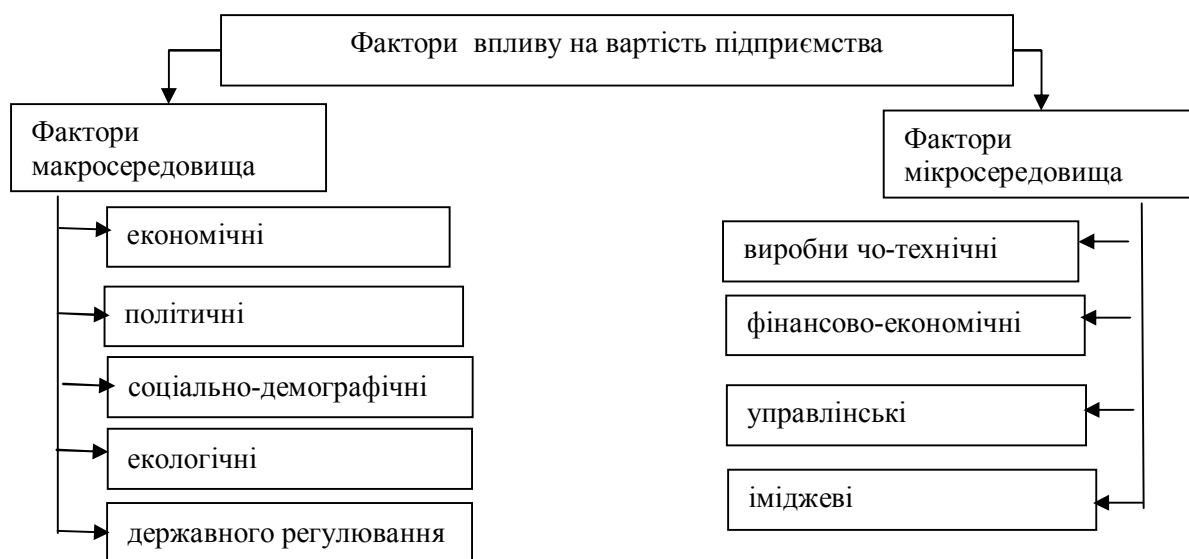 Фактори впливу на вартість підприємства
Фактори
макросередовища
економічні
політичні
соціально-демографічні
екологічні
державного регулювання
Фактори
мікросередовища
виробни чо-технічні
фінансово-економічні
управлінські
іміджеві